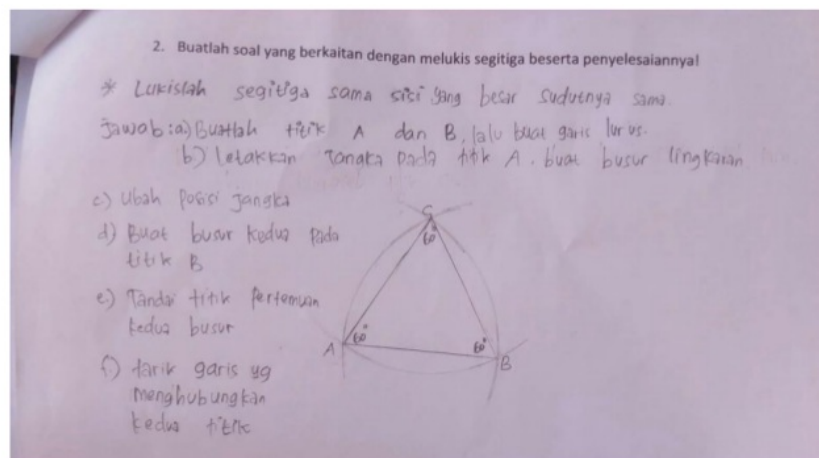 2. Buatlah soal yang berkaitan dengan melukis segitiga beserta penyelesaiannya!
* Lukislah segitiga sama sisi yang besar sudutnya sama.
Jawab : a) Buatlah titik A dan B, lalu buat garis lurus.
b) Letakkan Jangka pada titik A. buat busur lingkaran
c) Ubah Posisi jangka
d) Buat busur kedua pada
titik B
e) Tandai titik Pertemuan
kedua busur
f) tarik garis yg
menghubungkan
kedua titik
C
60°
A
60°
60°
B